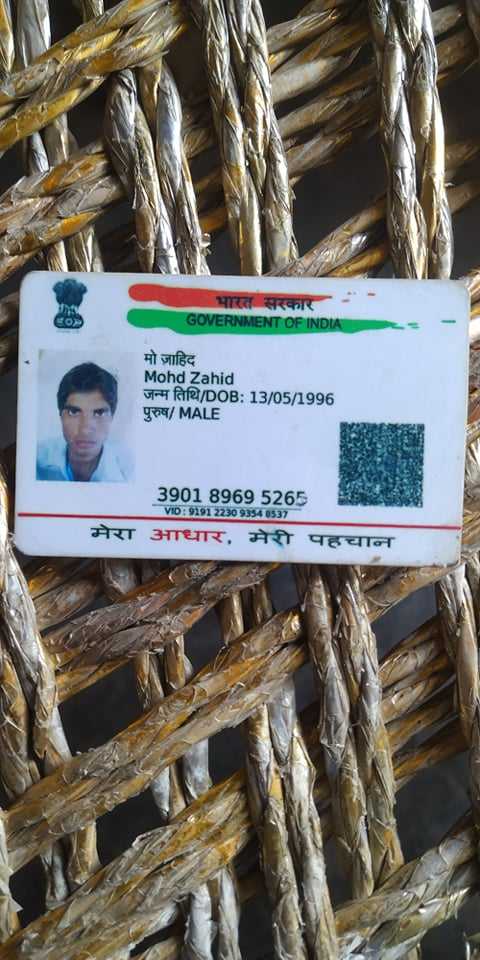 भारत सरकार
GOVERNMENT OF INDIA
मो ज़ाहिद
Mohd Zahid
जन्म तिथि/DOB: 13/05/1996
पुरुष/ MALE
3901 8969 5265
VID : 9191 2230 9354 8537
मेरा आधार, मेरी पहचान